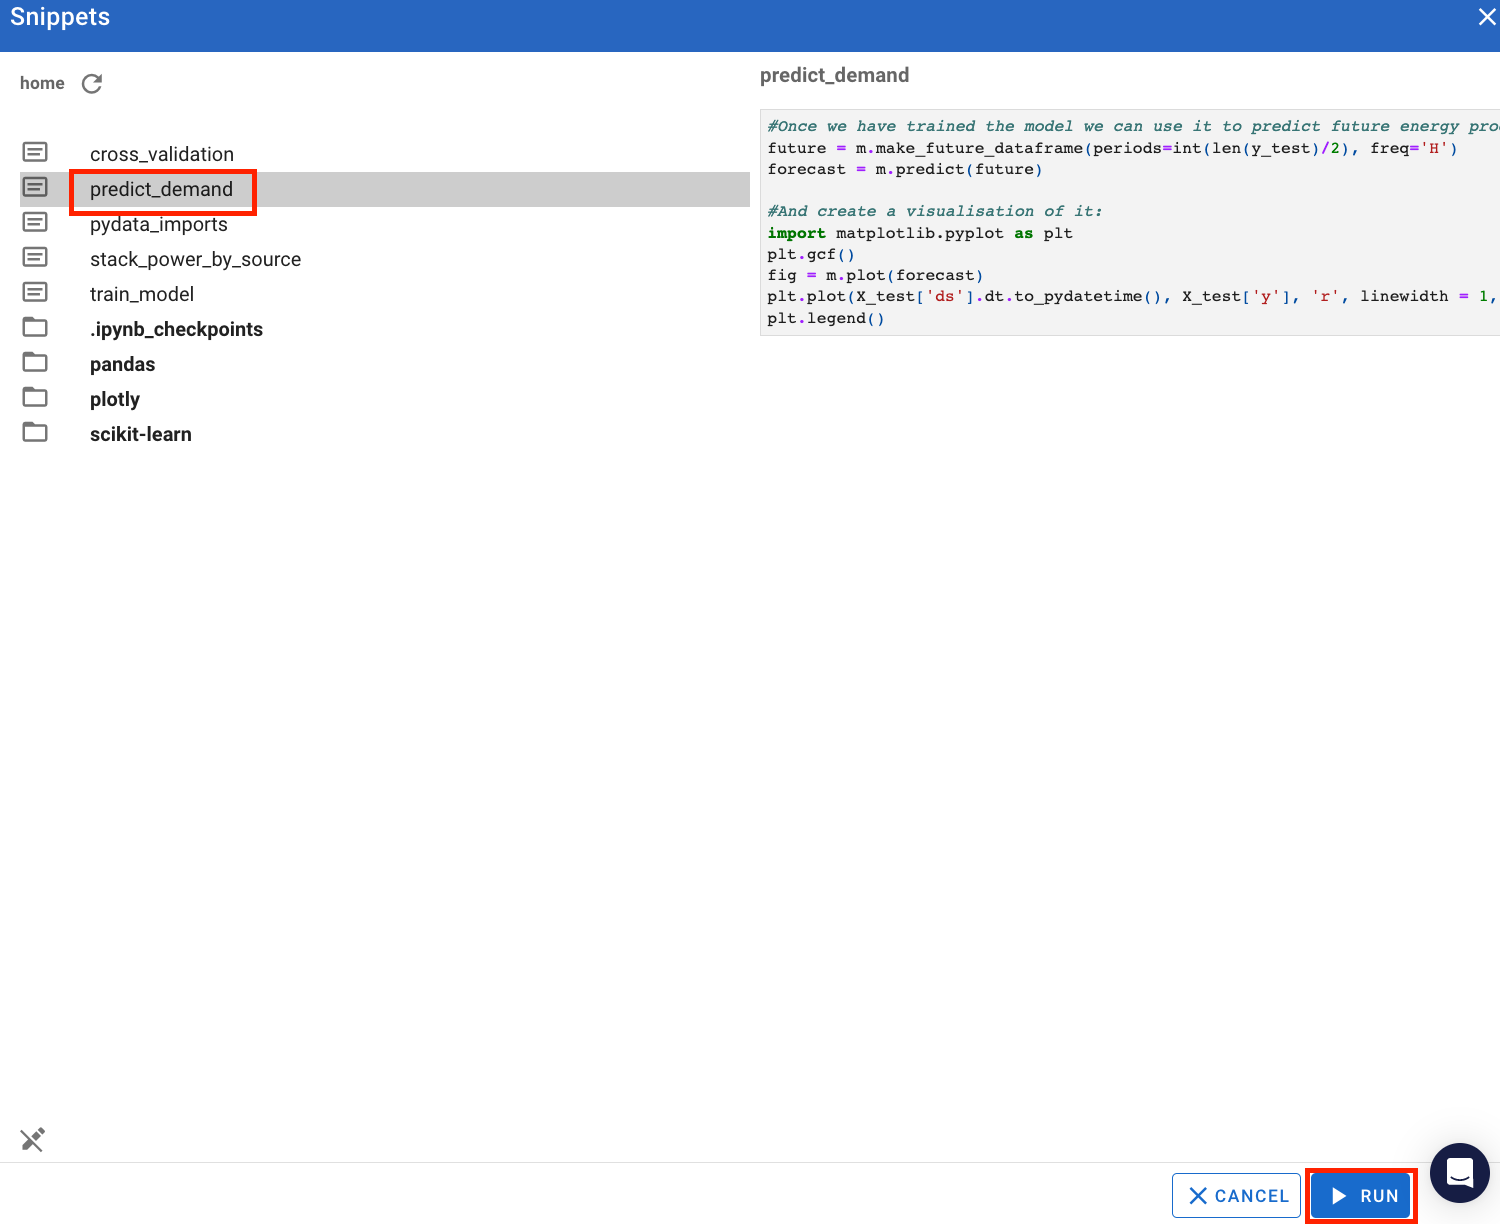 Snippets
home
cross_validation
predict_demand
pydata_imports
stack_power_by_source
train_model
.ipynb_checkpoints
pandas
plotly
scikit-learn
predict_demand
#Once we have trained the model we can use it to predict future energy
future = m.make_future_dataframe(periods=int(len(y_test)/2), freq='H')
forecast = m.predict(future)
#And create a visualisation of it:
import matplotlib.pyplot as plt
plt.gcf()
fig = m.plot(forecast)
plt.plot(X_test['ds'].dt.to_pydatetime(), X_test['y'], 'r', linewidth = 1,
plt.legend()
CANCEL
RUN